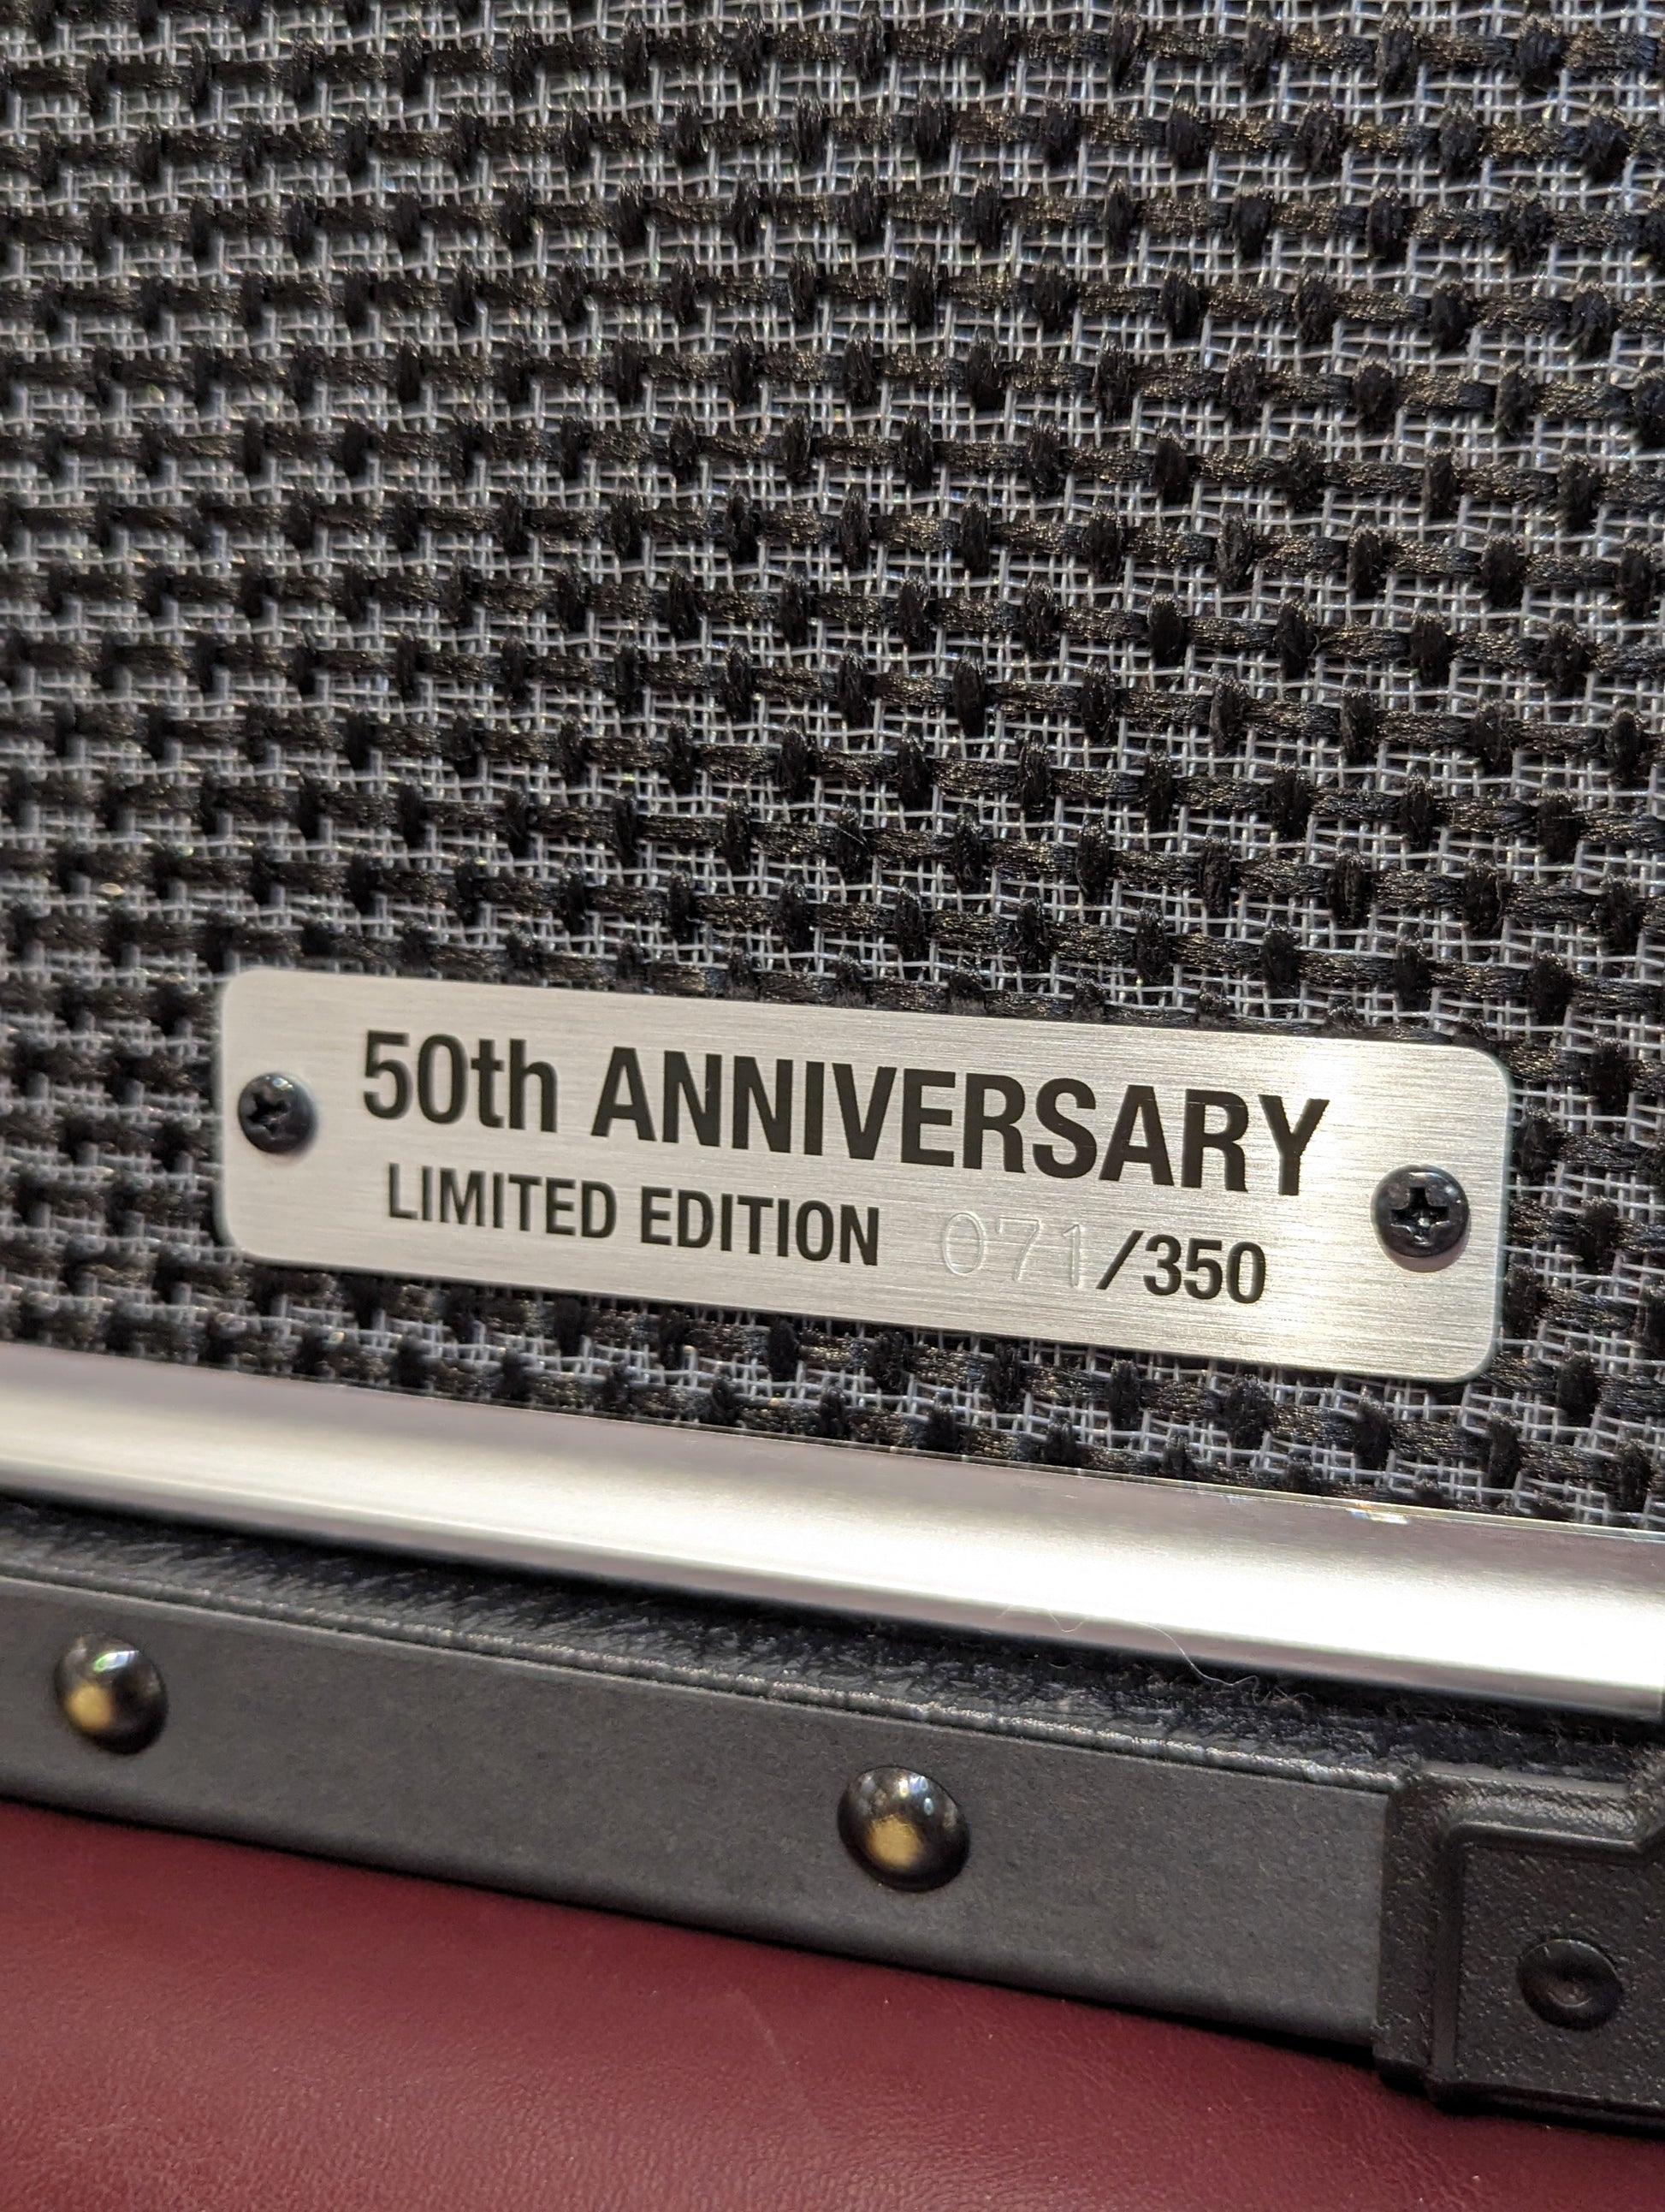 50th ANNIVERSARY
LIMITED EDITION 071/350